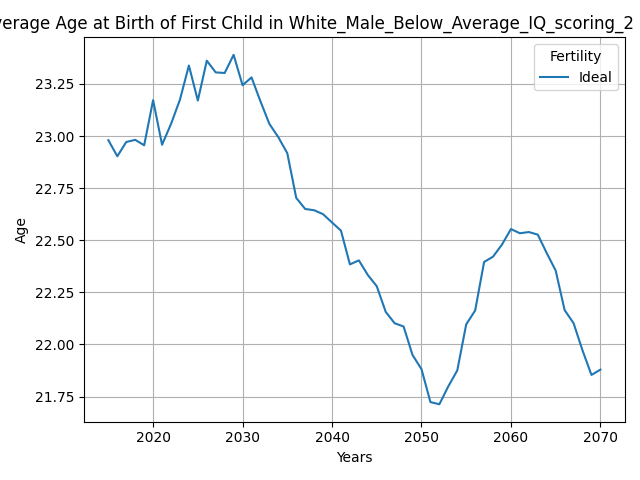 Age at Birth of First Child in White_Male_Below_Average_IQ_scoring_2
Fertility
Ideal
23.25
23.00
22.75
22.50
22.25
22.00
21.75
Age
2020
2030
2040
2050
2060
2070
Years